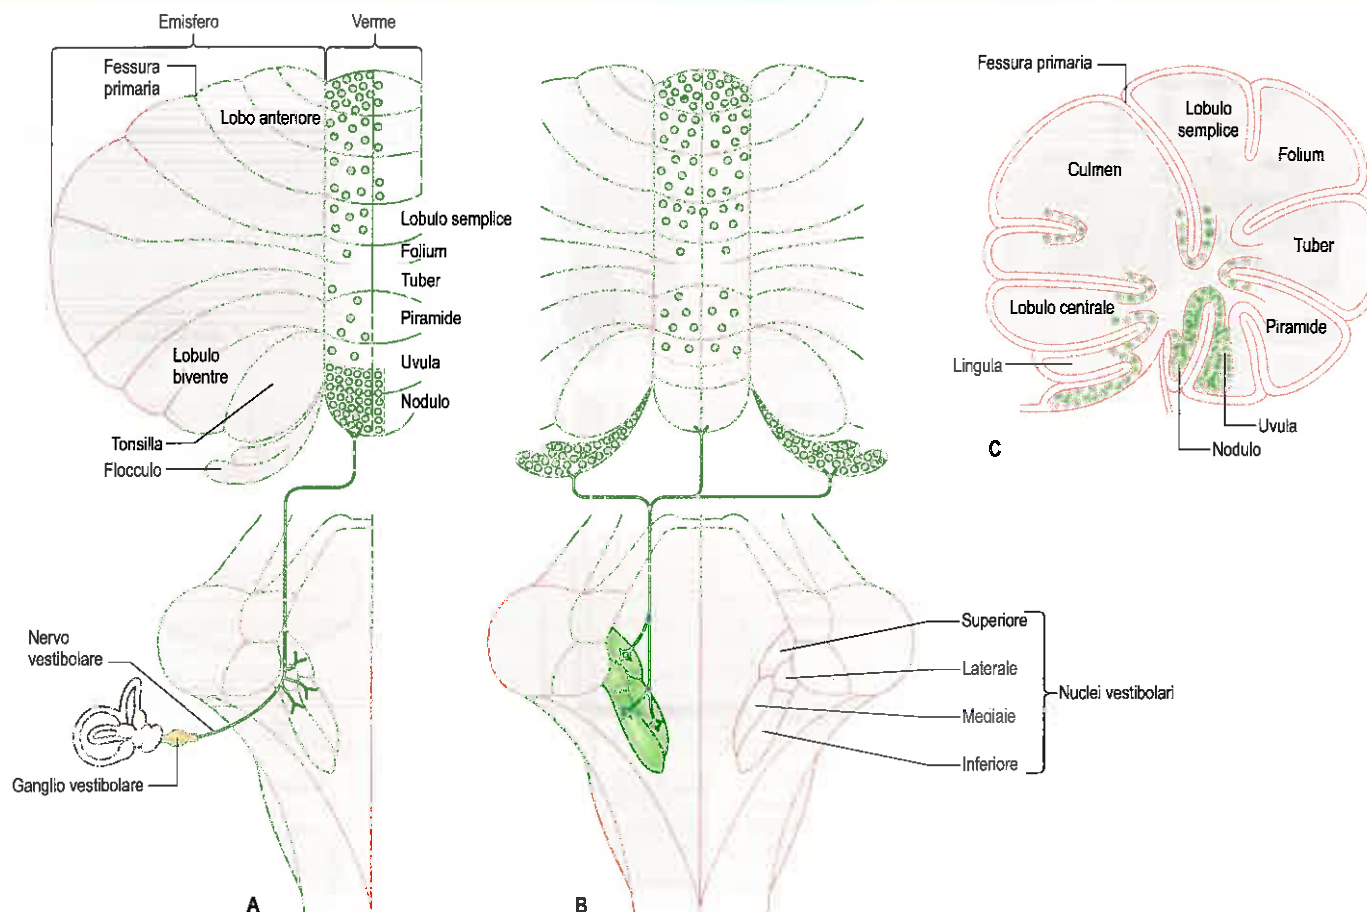 Emisfero
Verme
Fessura
primaria
Lobo anteriore
Lobulo semplice
Folium
Tuber
Piramide
Uvula
Nodulo
Lobulo
biventre
Tonsilla
Flocculo
Nervo
vestibolare
Ganglio vestibolare
A
Superiore
Laterale
Mediale
Inferiore
Nuclei vestibolari
B
Fessura primaria
Lobulo
semplice
Folium
Culmen
Tuber
Lobulo centrale
Piramide
Lingula
Uvula
Nodulo
C